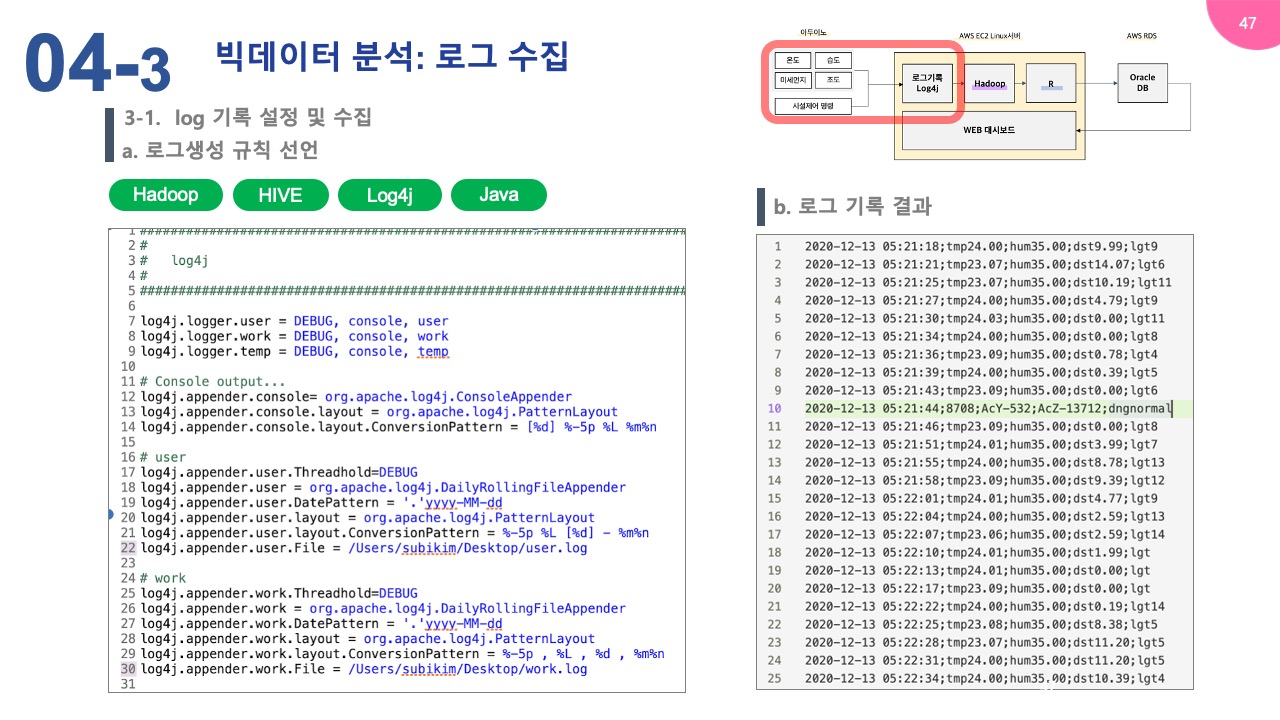 47
04-3
빅데이터 분석: 로그 수집
3-1. log 기록 설정 및 수집
a. 로그생성 규칙 선언
Hadoop HIVE Log4j Java
아두이노 AWS EC2 Linux서버 AWS RDS
온도 습도
미세먼지 조도
시설제어 명령
로그기록
Log4j
Hadoop
R
Oracle
DB
WEB 대시보드
1 ######################################################################
2 #
3 #   log4j
4 #
5 ######################################################################
6
7 log4j.logger.user = DEBUG, console, user
8 log4j.logger.work = DEBUG, console, work
9 log4j.logger.temp = DEBUG, console, temp
10
11 # Console output...
12 log4j.appender.console= org.apache.log4j.ConsoleAppender
13 log4j.appender.console.layout = org.apache.log4j.PatternLayout
14 log4j.appender.console.layout.ConversionPattern = [%d] %-5p %L %m%n
15
16 # user
17 log4j.appender.user.Threadhold=DEBUG
18 log4j.appender.user = org.apache.log4j.DailyRollingFileAppender
19 log4j.appender.user.DatePattern = '.'yyyy-MM-dd
20 log4j.appender.user.layout = org.apache.log4j.PatternLayout
21 log4j.appender.user.layout.ConversionPattern = %-5p %L [%d] - %m%n
22 log4j.appender.user.File = /Users/subikim/Desktop/user.log
23
24 # work
25 log4j.appender.work.Threadhold=DEBUG
26 log4j.appender.work = org.apache.log4j.DailyRollingFileAppender
27 log4j.appender.work.DatePattern = '.'yyyy-MM-dd
28 log4j.appender.work.layout = org.apache.log4j.PatternLayout
29 log4j.appender.work.layout.ConversionPattern = %-5p , %L , %d , %m%n
30 log4j.appender.work.File = /Users/subikim/Desktop/work.log
31
b. 로그 기록 결과
1 2020-12-13 05:21:18;tmp24.00;hum35.00;dst9.99;lgt9
2 2020-12-13 05:21:21;tmp23.07;hum35.00;dst14.07;lgt6
3 2020-12-13 05:21:25;tmp23.07;hum35.00;dst10.19;lgt11
4 2020-12-13 05:21:27;tmp24.00;hum35.00;dst4.79;lgt9
5 2020-12-13 05:21:30;tmp24.03;hum35.00;dst0.00;lgt11
6 2020-12-13 05:21:34;tmp24.00;hum35.00;dst0.00;lgt8
7 2020-12-13 05:21:36;tmp23.09;hum35.00;dst0.78;lgt4
8 2020-12-13 05:21:39;tmp24.00;hum35.00;dst0.39;lgt5
9 2020-12-13 05:21:43;tmp23.09;hum35.00;dst0.00;lgt6
10 2020-12-13 05:21:44;8708;AcY-532;AcZ-13712;dngnormal
11 2020-12-13 05:21:46;tmp23.09;hum35.00;dst0.00;lgt8
12 2020-12-13 05:21:51;tmp24.01;hum35.00;dst3.99;lgt7
13 2020-12-13 05:21:55;tmp24.00;hum35.00;dst8.78;lgt13
14 2020-12-13 05:21:58;tmp23.09;hum35.00;dst9.39;lgt12
15 2020-12-13 05:22:01;tmp24.01;hum35.00;dst4.77;lgt9
16 2020-12-13 05:22:04;tmp24.00;hum35.00;dst2.59;lgt13
17 2020-12-13 05:22:07;tmp23.06;hum35.00;dst2.59;lgt14
18 2020-12-13 05:22:10;tmp24.01;hum35.00;dst1.99;lgt
19 2020-12-13 05:22:13;tmp24.01;hum35.00;dst0.00;lgt
20 2020-12-13 05:22:17;tmp23.09;hum35.00;dst0.00;lgt
21 2020-12-13 05:22:22;tmp24.00;hum35.00;dst0.19;lgt14
22 2020-12-13 05:22:25;tmp23.08;hum35.00;dst8.38;lgt5
23 2020-12-13 05:22:28;tmp23.07;hum35.00;dst11.20;lgt5
24 2020-12-13 05:22:31;tmp24.00;hum35.00;dst11.20;lgt5
25 2020-12-13 05:22:34;tmp24.00;hum35.00;dst10.39;lgt4